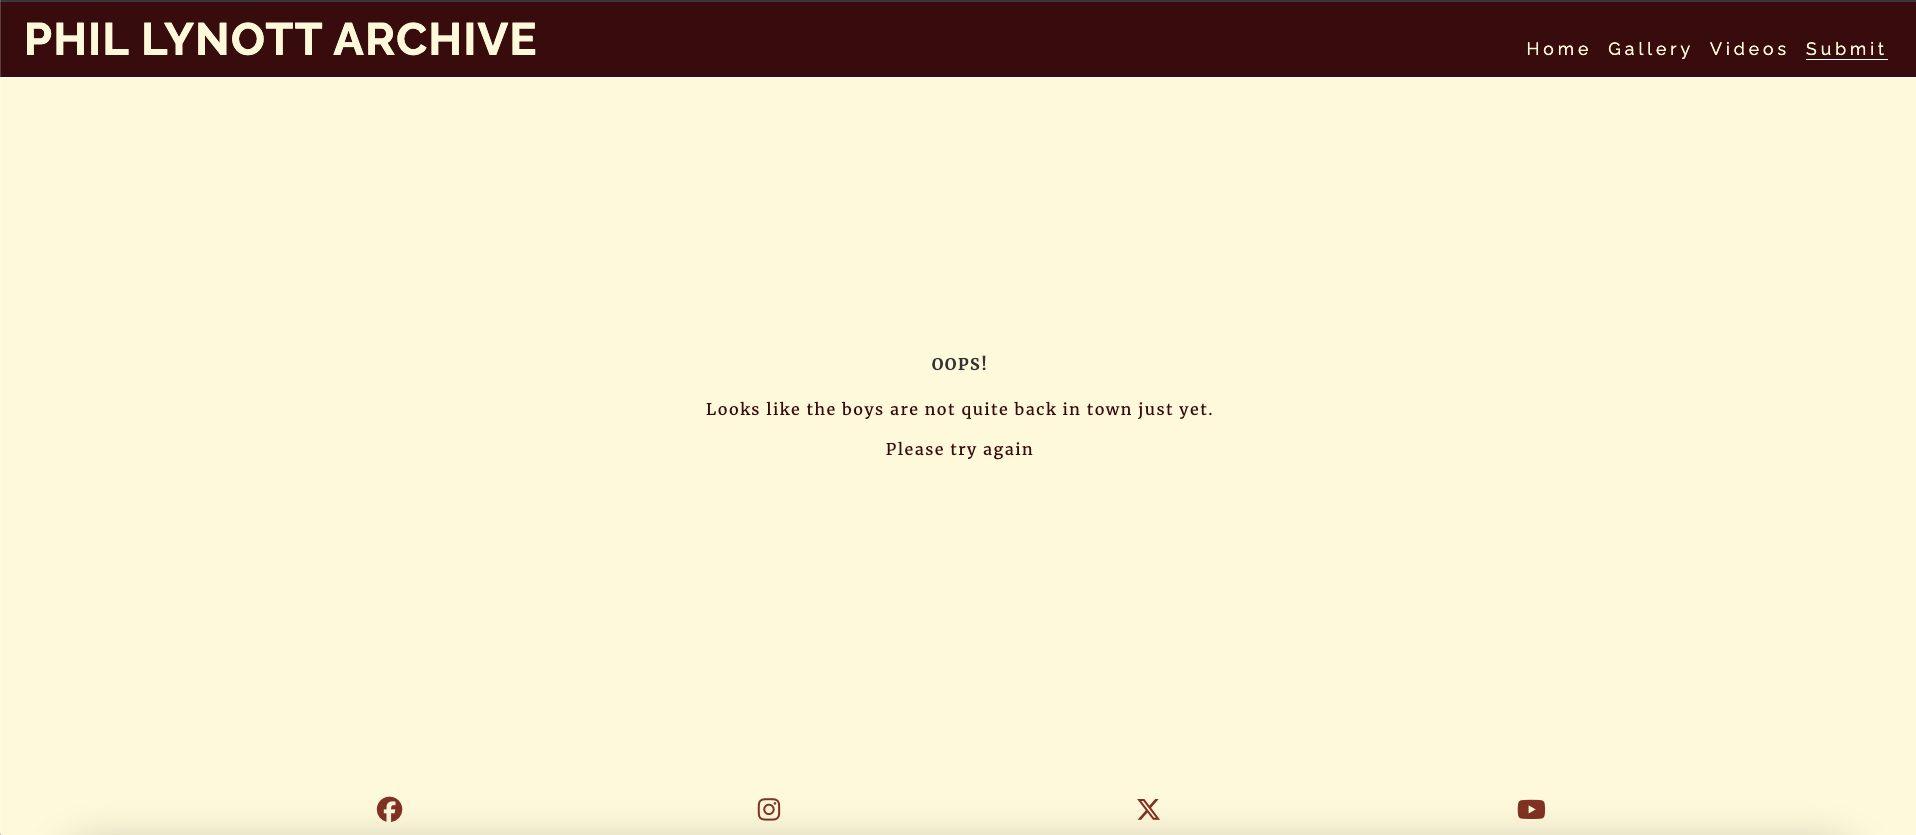 PHIL LYNOTT ARCHIVE
Home Gallery Videos Submit
OOPS!
Looks like the boys are not quite back in town just yet.
Please try again